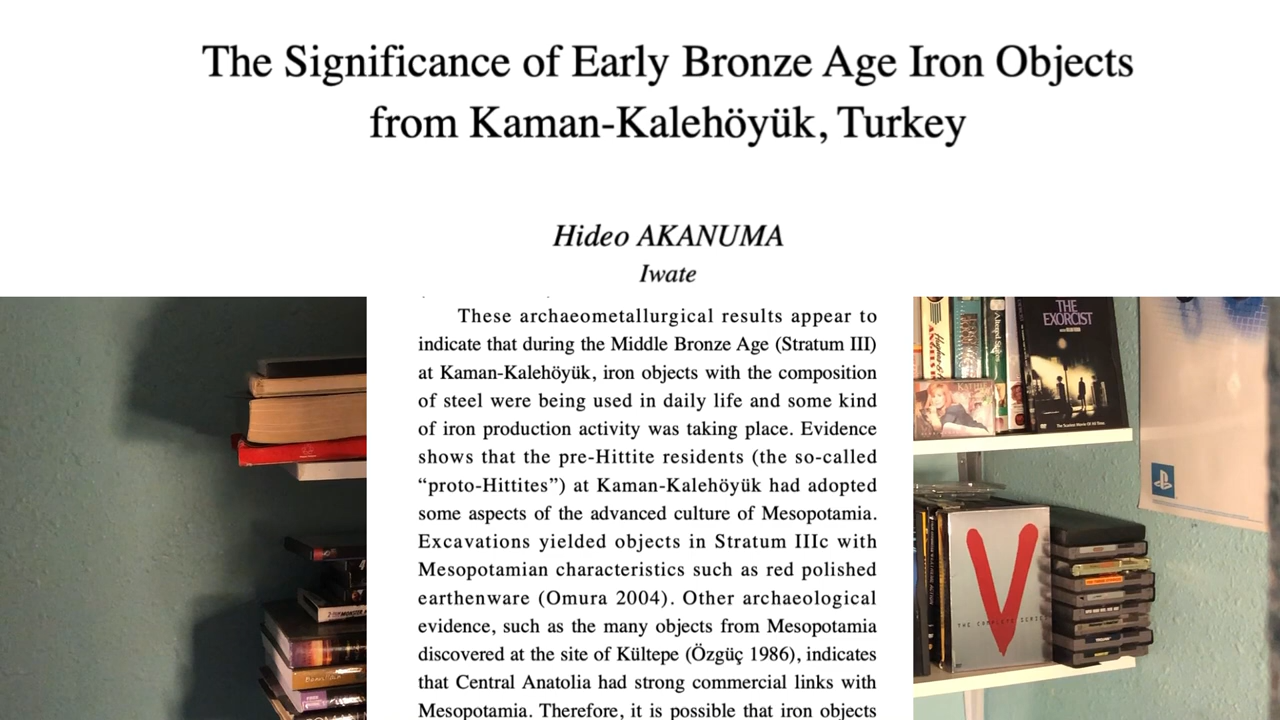 The Significance of Early Bronze Age Iron Objects
from Kaman-Kalehöyük, Turkey
Hideo AKANUMA
Iwate
These archaeometallurgical results appear to
indicate that during the Middle Bronze Age (Stratum III)
at Kaman-Kalehöyük, iron objects with the composition
of steel were being used in daily life and some kind
of iron production activity was taking place. Evidence
shows that the pre-Hittite residents (the so-called
“proto-Hittites”) at Kaman-Kalehöyük had adopted
some aspects of the advanced culture of Mesopotamia.
Excavations yielded objects in Stratum IIIc with
Mesopotamian characteristics such as red polished
earthenware (Omura 2004). Other archaeological
evidence, such as the many objects from Mesopotamia
discovered at the site of Kültepe (Özgüç 1986), indicates
that Central Anatolia had strong commercial links with
Mesopotamia. Therefore, it is possible that iron objects
THE
EXORCIST
V
THE COMPLETE SERIES